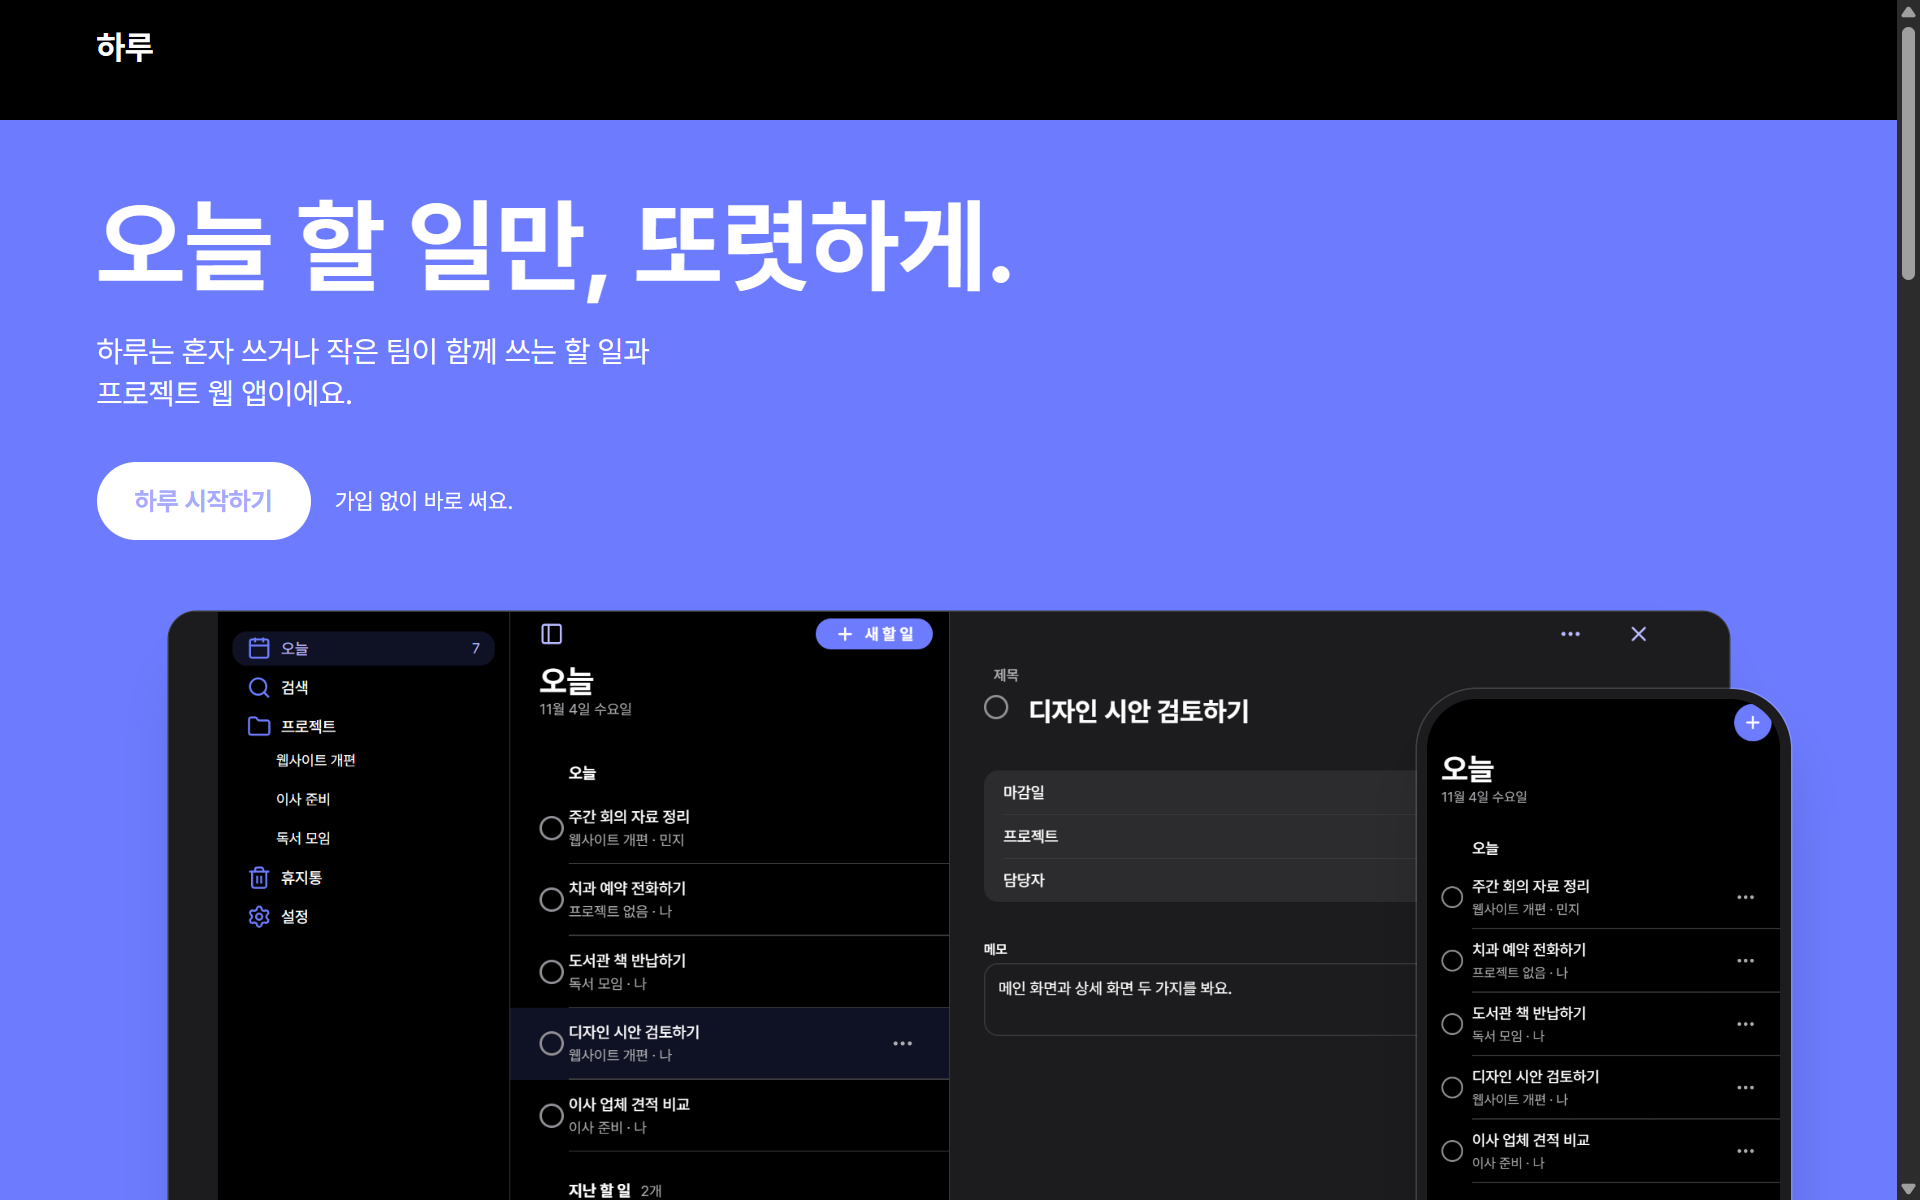 하루
오늘 할 일만, 또렷하게.
하루는 혼자 쓰거나 작은 팀이 함께 쓰는 할 일과
프로젝트 웹 앱이에요.
하루 시작하기
가입 없이 바로 써요.
오늘
7
검색
프로젝트
웹사이트 개편
이사 준비
독서 모임
휴지통
설정
새 할 일
오늘
11월 4일 수요일
오늘
주간 회의 자료 정리
웹사이트 개편 · 민지
치과 예약 전화하기
프로젝트 없음 · 나
도서관 책 반납하기
독서 모임 · 나
디자인 시안 검토하기
웹사이트 개편 · 나
이사 업체 견적 비교
이사 준비 · 나
지난 할 일 2개
제목
디자인 시안 검토하기
마감일
프로젝트
담당자
메모
메인 화면과 상세 화면 두 가지를 봐요.
오늘
11월 4일 수요일
오늘
주간 회의 자료 정리
웹사이트 개편 · 민지
치과 예약 전화하기
프로젝트 없음 · 나
도서관 책 반납하기
독서 모임 · 나
디자인 시안 검토하기
웹사이트 개편 · 나
이사 업체 견적 비교
이사 준비 · 나